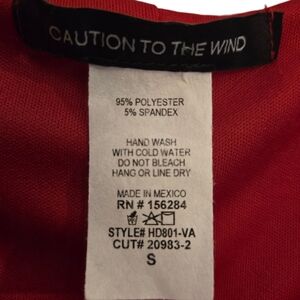 CAUTION TO THE WIND
95% POLYESTER
5% SPANDEX
HAND WASH
WITH COLD WATER
DO NOT BLEACH
HANG OR LINE DRY
MADE IN MEXICO
RN # 156284
STYLE# HD801-VA
CUT# 20983-2
S